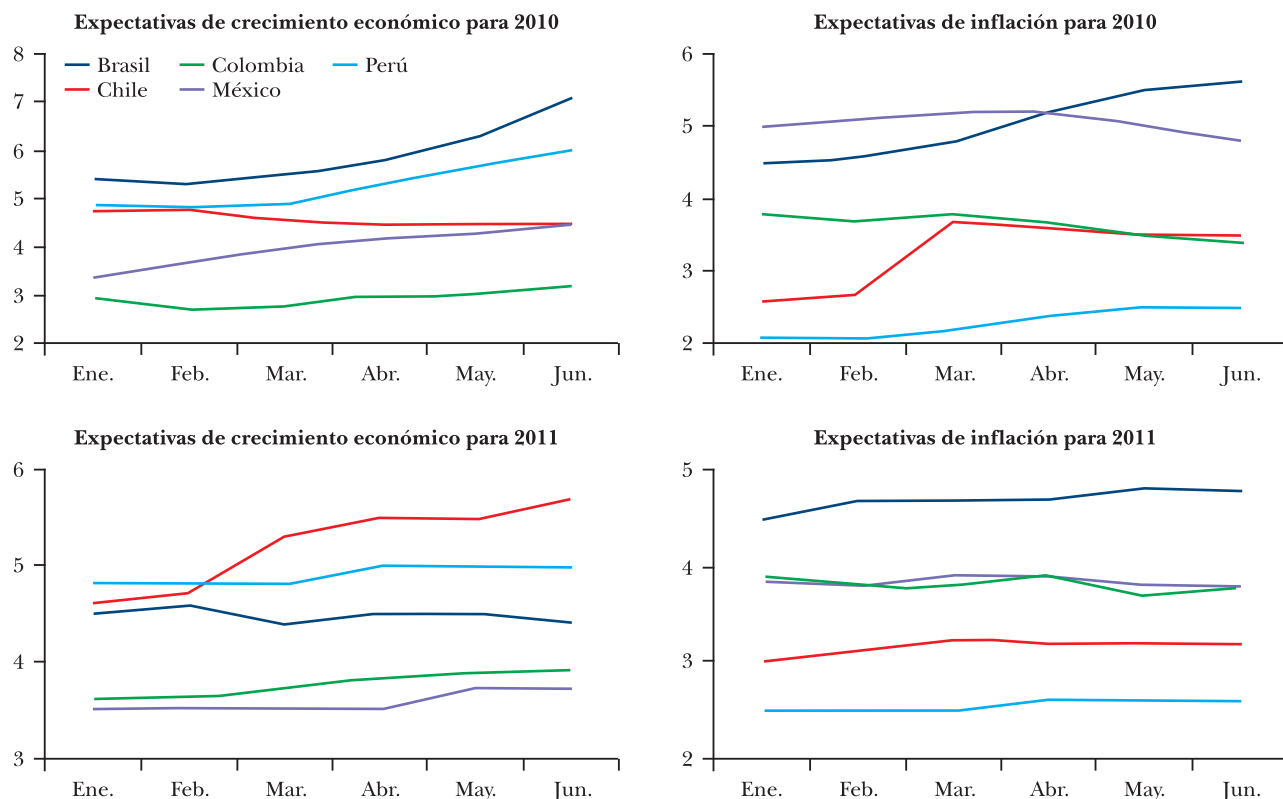 Expectativas de crecimiento económico para 2010
8
7
6
5
4
3
2
Brasil Colombia Perú
Chile México
Ene. Feb. Mar. Abr. May. Jun.
Expectativas de inflación para 2010
6
5
4
3
2
Ene. Feb. Mar. Abr. May. Jun.
Expectativas de crecimiento económico para 2011
6
5
4
3
Ene. Feb. Mar. Abr. May. Jun.
Expectativas de inflación para 2011
5
4
3
2
Ene. Feb. Mar. Abr. May. Jun.